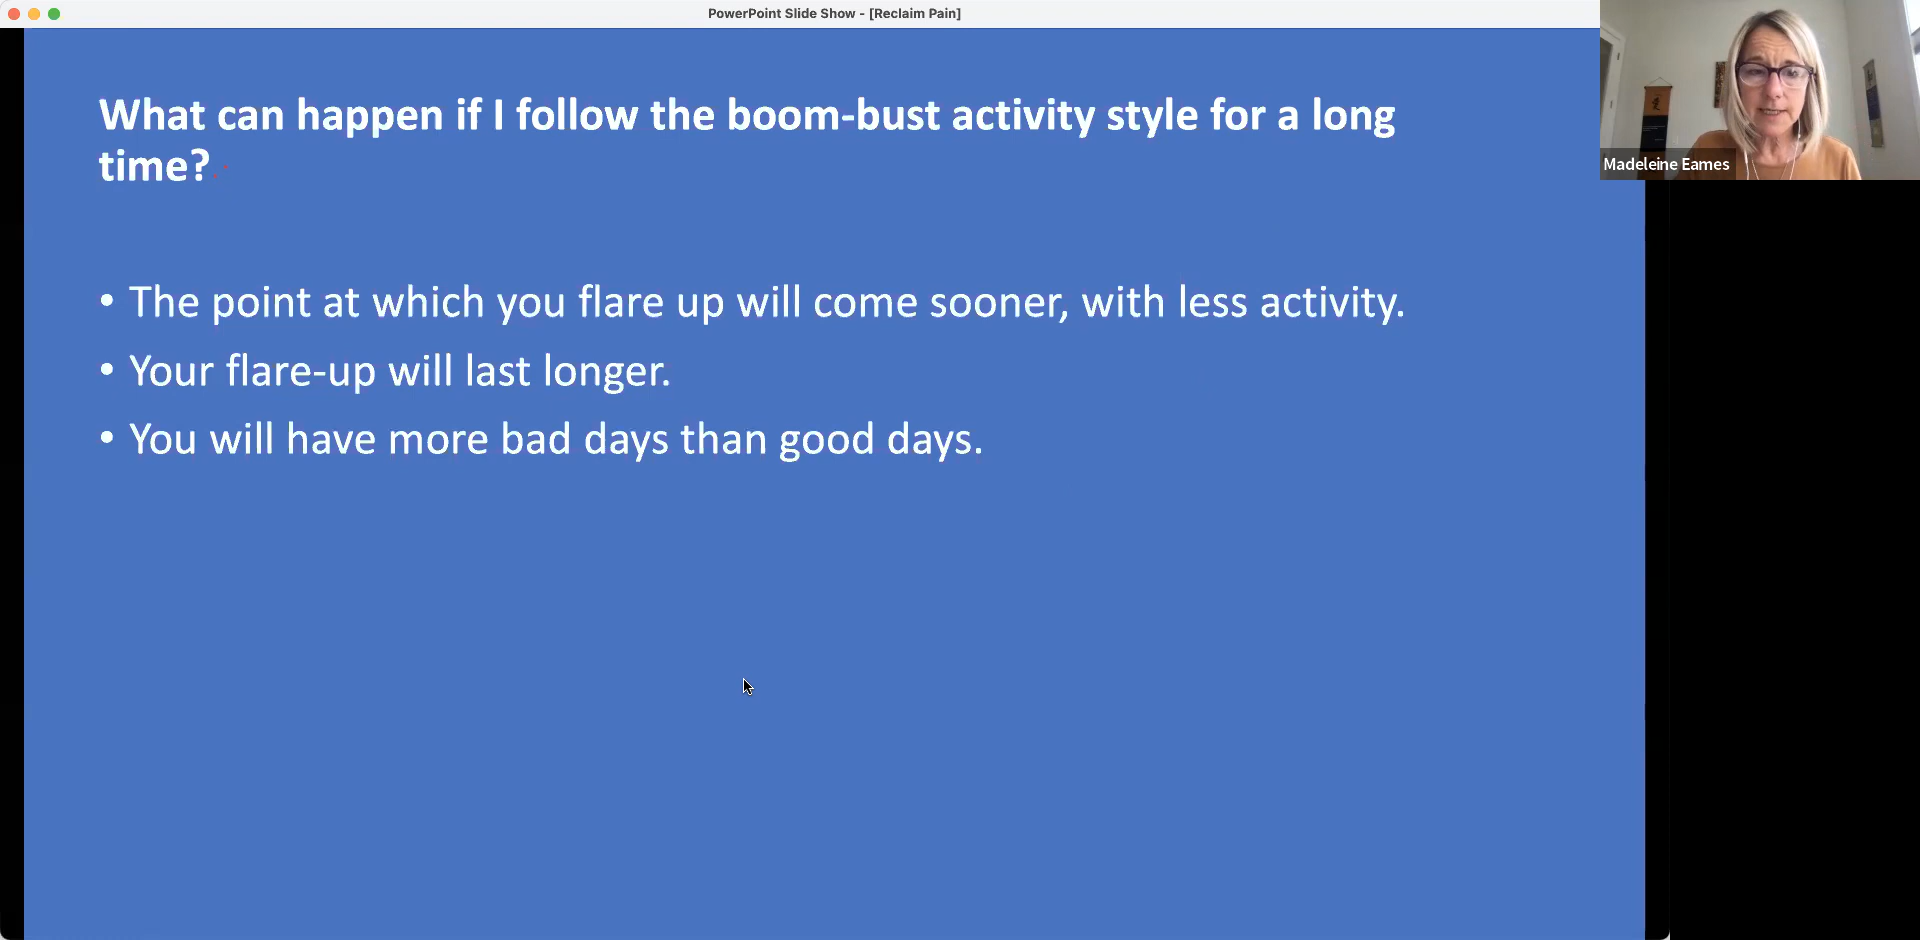 PowerPoint Slide Show - [Reclaim Pain]
What can happen if I follow the boom-bust activity style for a long
time?
• The point at which you flare up will come sooner, with less activity.
• Your flare-up will last longer.
• You will have more bad days than good days.
Madeleine Eames